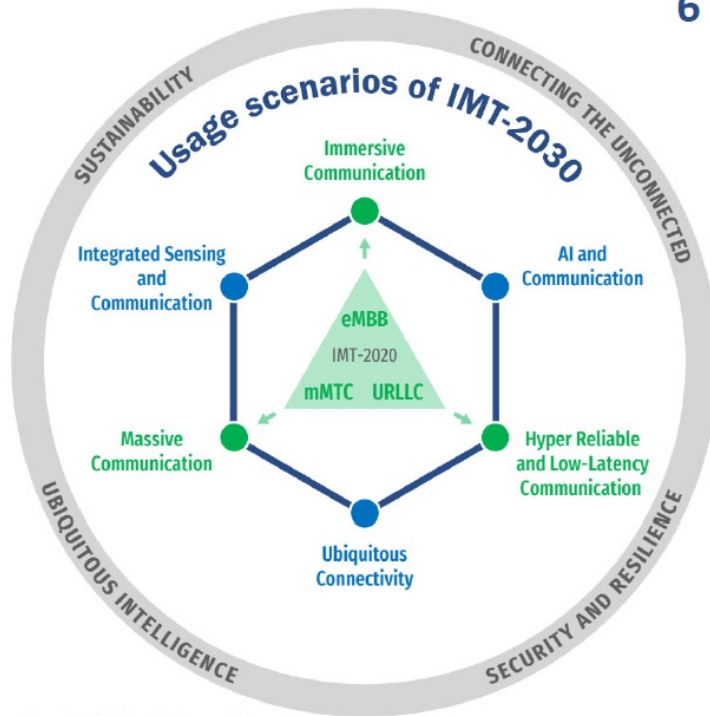 6
SUSTAINABILITY
CONNECTING THE UNCONNECTED
Usage scenarios of IMT-2030
Immersive
Communication
Integrated Sensing
and
Communication
AI and
Communication
eMBB
IMT-2020
mMTC URLLC
Massive
Communication
Hyper Reliable
and Low-Latency
Communication
Ubiquitous
Connectivity
UBIQUITOUS INTELLIGENCE
SECURITY AND RESILIENCE